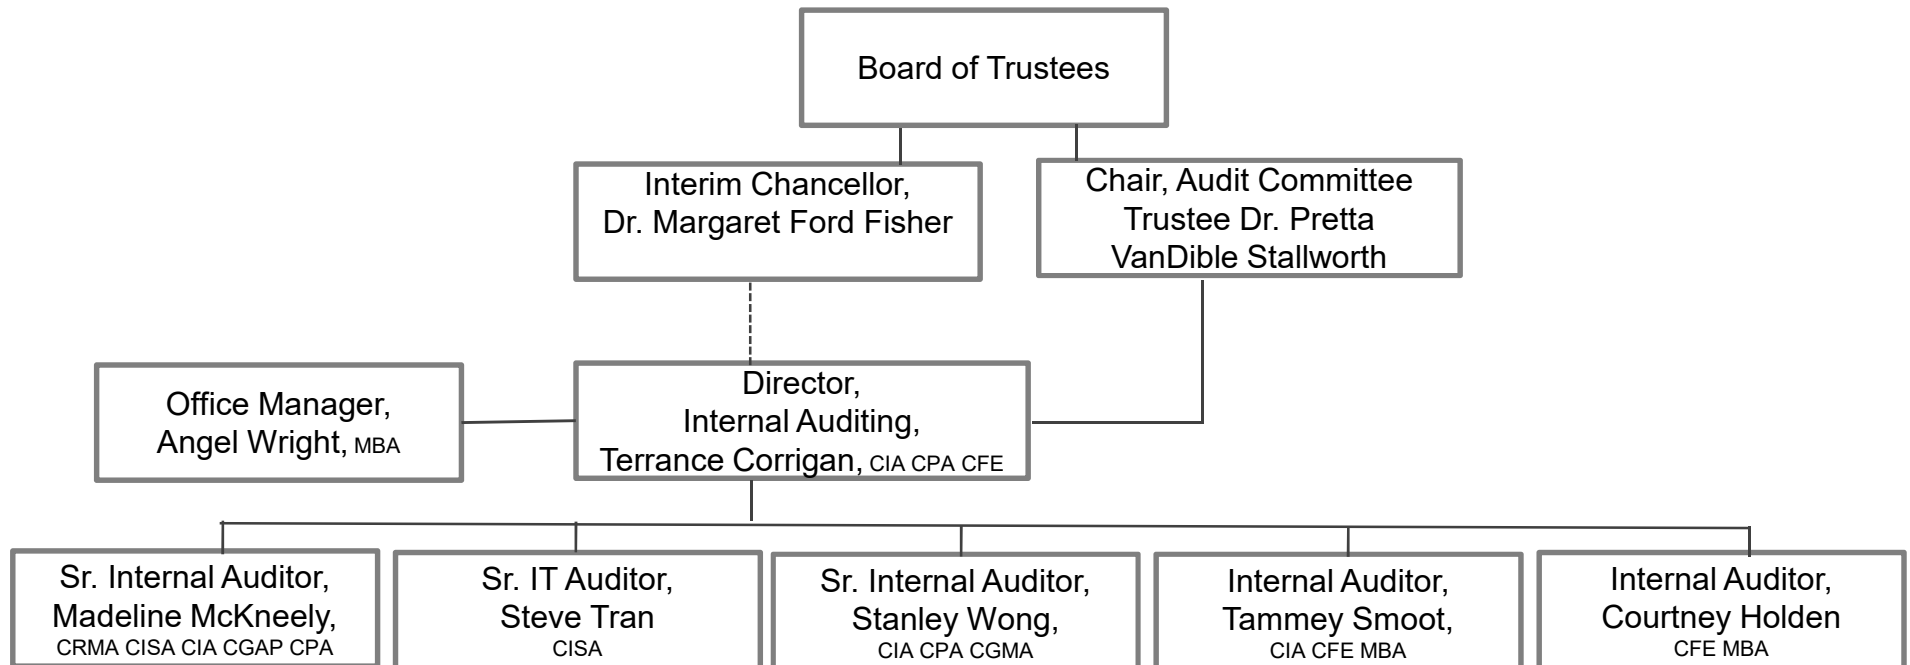 Board of Trustees
Interim Chancellor,
Dr. Margaret Ford Fisher
Chair, Audit Committee
Trustee Dr. Pretta
VanDible Stallworth
Office Manager,
Angel Wright, MBA
Director,
Internal Auditing,
Terrance Corrigan, CIA CPA CFE
Sr. Internal Auditor,
Madeline McKneely,
CRMA CISA CIA CGAP CPA
Sr. IT Auditor,
Steve Tran
CISA
Sr. Internal Auditor,
Stanley Wong,
CIA CPA CGMA
Internal Auditor,
Tammey Smoot,
CIA CFE MBA
Internal Auditor,
Courtney Holden
CFE MBA